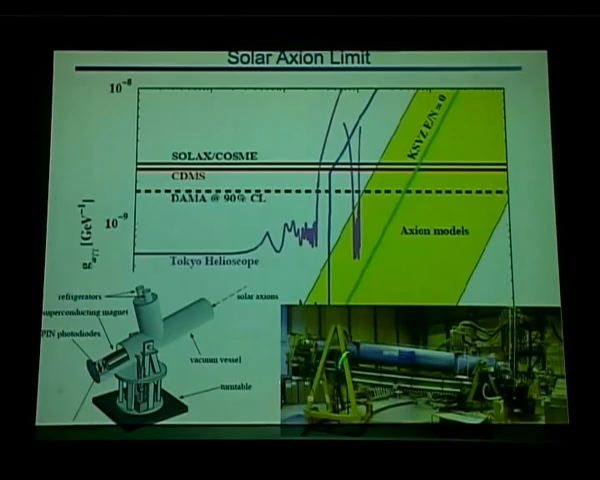 Solar Axion Limit
10⁻⁸
KSVZ E/N = 0
SOLAX/COSME
CDMS
DAMA @ 90% CL
10⁻⁹
[GeV⁻¹]
Axion models
Tokyo Helioscope
refrigerators
solar axions
superconducting magnet
PIN photodiodes
vacuum vessel
turntable